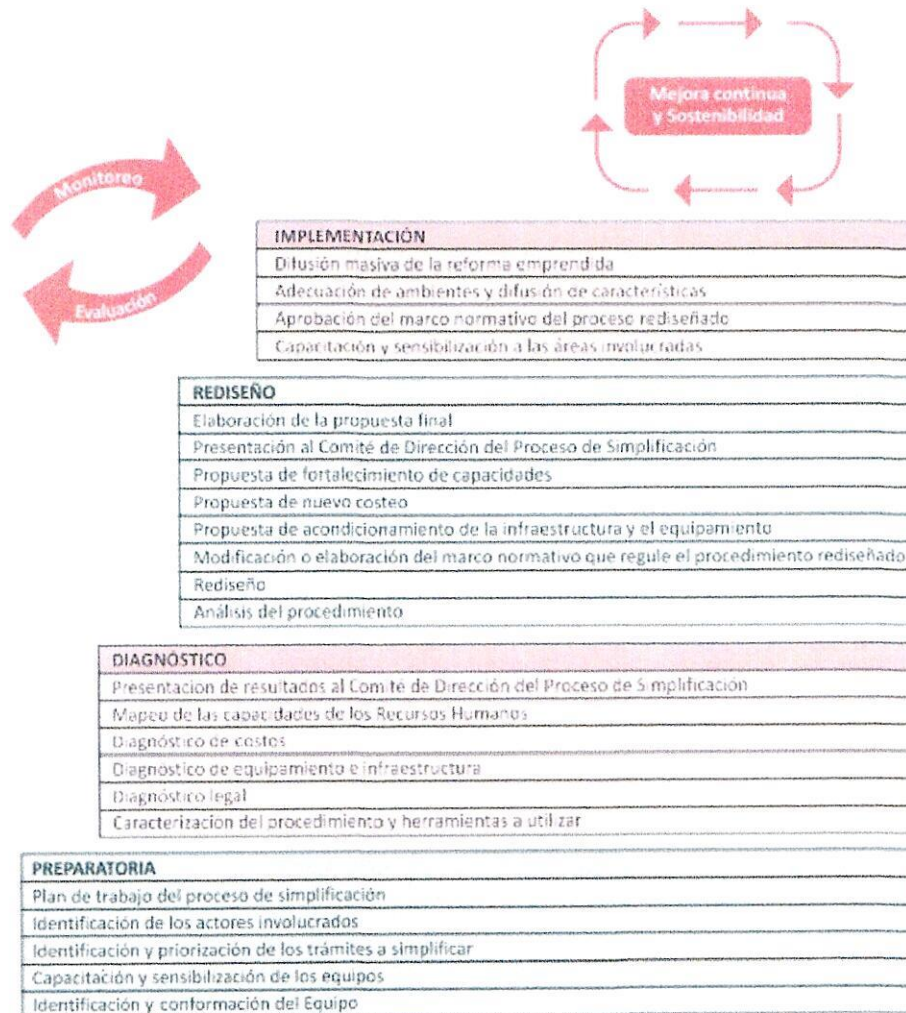 Mejora continua
y Sostenibilidad
Monitoreo
Evaluación
IMPLEMENTACIÓN
Difusión masiva de la reforma emprendida
Adecuación de ambientes y difusión de características
Aprobación del marco normativo del proceso rediseñado
Capacitación y sensibilización a las áreas involucradas
REDISEÑO
Elaboración de la propuesta final
Presentación al Comité de Dirección del Proceso de Simplificación
Propuesta de fortalecimiento de capacidades
Propuesta de nuevo costeo
Propuesta de acondicionamiento de la infraestructura y el equipamiento
Modificación o elaboración del marco normativo que regule el procedimiento rediseñado
Rediseño
Análisis del procedimiento
DIAGNÓSTICO
Presentación de resultados al Comité de Dirección del Proceso de Simplificación
Mapeo de las capacidades de los Recursos Humanos
Diagnóstico de costos
Diagnóstico de equipamiento e infraestructura
Diagnóstico legal
Caracterización del procedimiento y herramientas a utilizar
PREPARATORIA
Plan de trabajo del proceso de simplificación
Identificación de los actores involucrados
Identificación y priorización de los trámites a simplificar
Capacitación y sensibilización de los equipos
Identificación y conformación del Equipo